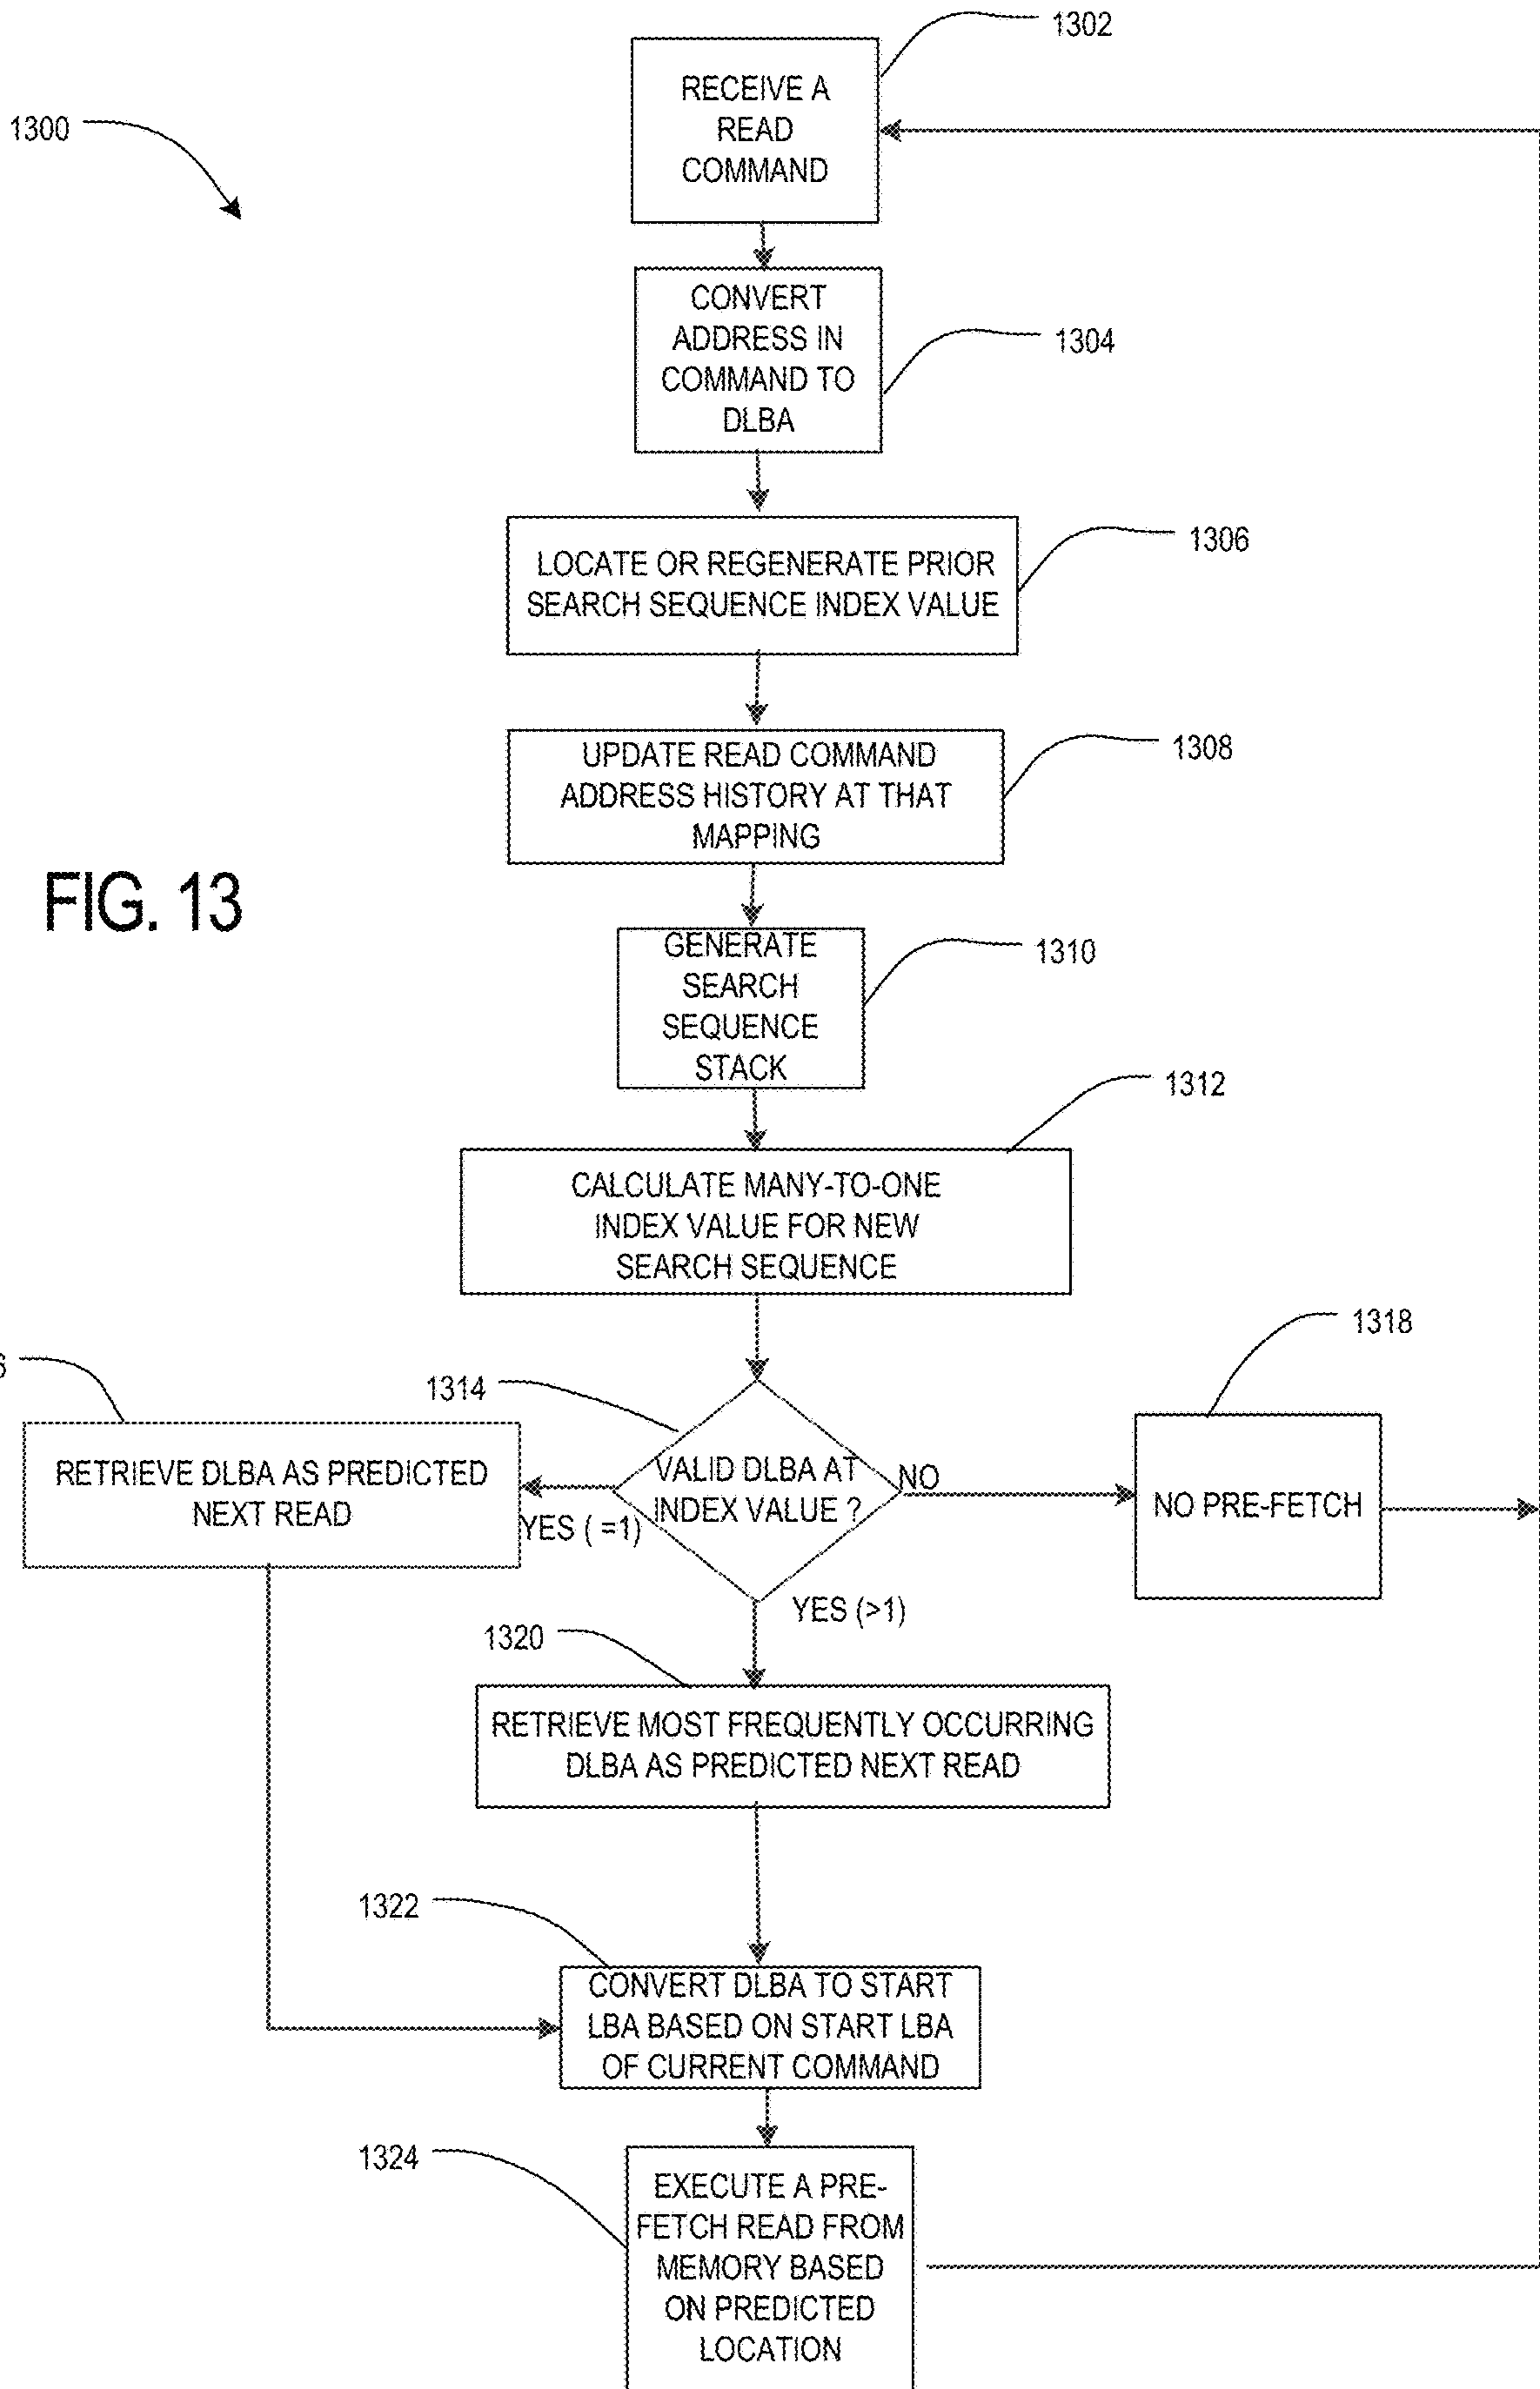 1302
RECEIVE A
READ
COMMAND
1300
CONVERT
ADDRESS IN
COMMAND TO
DLBA
1304
1306
LOCATE OR REGENERATE PRIOR
SEARCH SEQUENCE INDEX VALUE
1308
UPDATE READ COMMAND
ADDRESS HISTORY AT THAT
MAPPING
FIG. 13
GENERATE
SEARCH
SEQUENCE
STACK
1310
1312
CALCULATE MANY-TO-ONE
INDEX VALUE FOR NEW
SEARCH SEQUENCE
1318
6
1314
RETRIEVE DLBA AS PREDICTED
NEXT READ
VALID DLBA AT
INDEX VALUE ?
NO
NO PRE-FETCH
YES ( =1)
YES (>1)
1320
RETRIEVE MOST FREQUENTLY OCCURRING
DLBA AS PREDICTED NEXT READ
1322
CONVERT DLBA TO START
LBA BASED ON START LBA
OF CURRENT COMMAND
1324
EXECUTE A PRE-
FETCH READ FROM
MEMORY BASED
ON PREDICTED
LOCATION